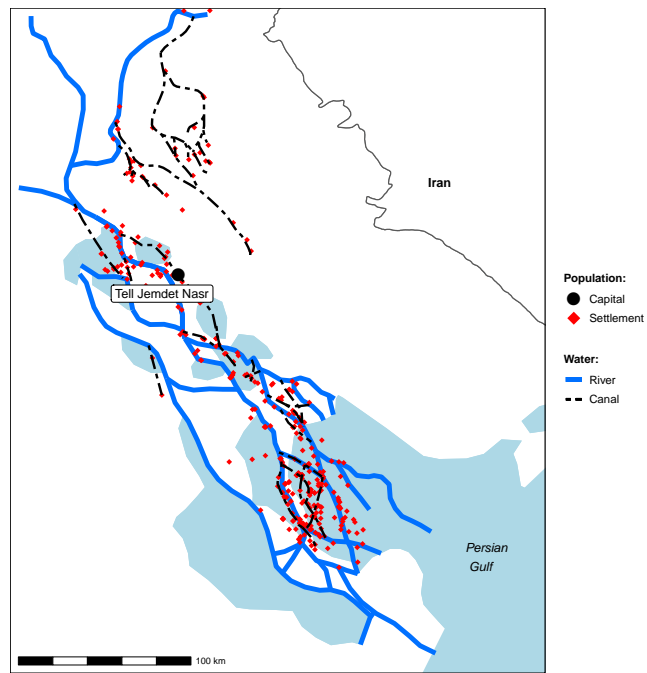 Iran
Tell Jemdet Nasr
Persian
Gulf
100 km
Population:
Capital
Settlement
Water:
River
Canal